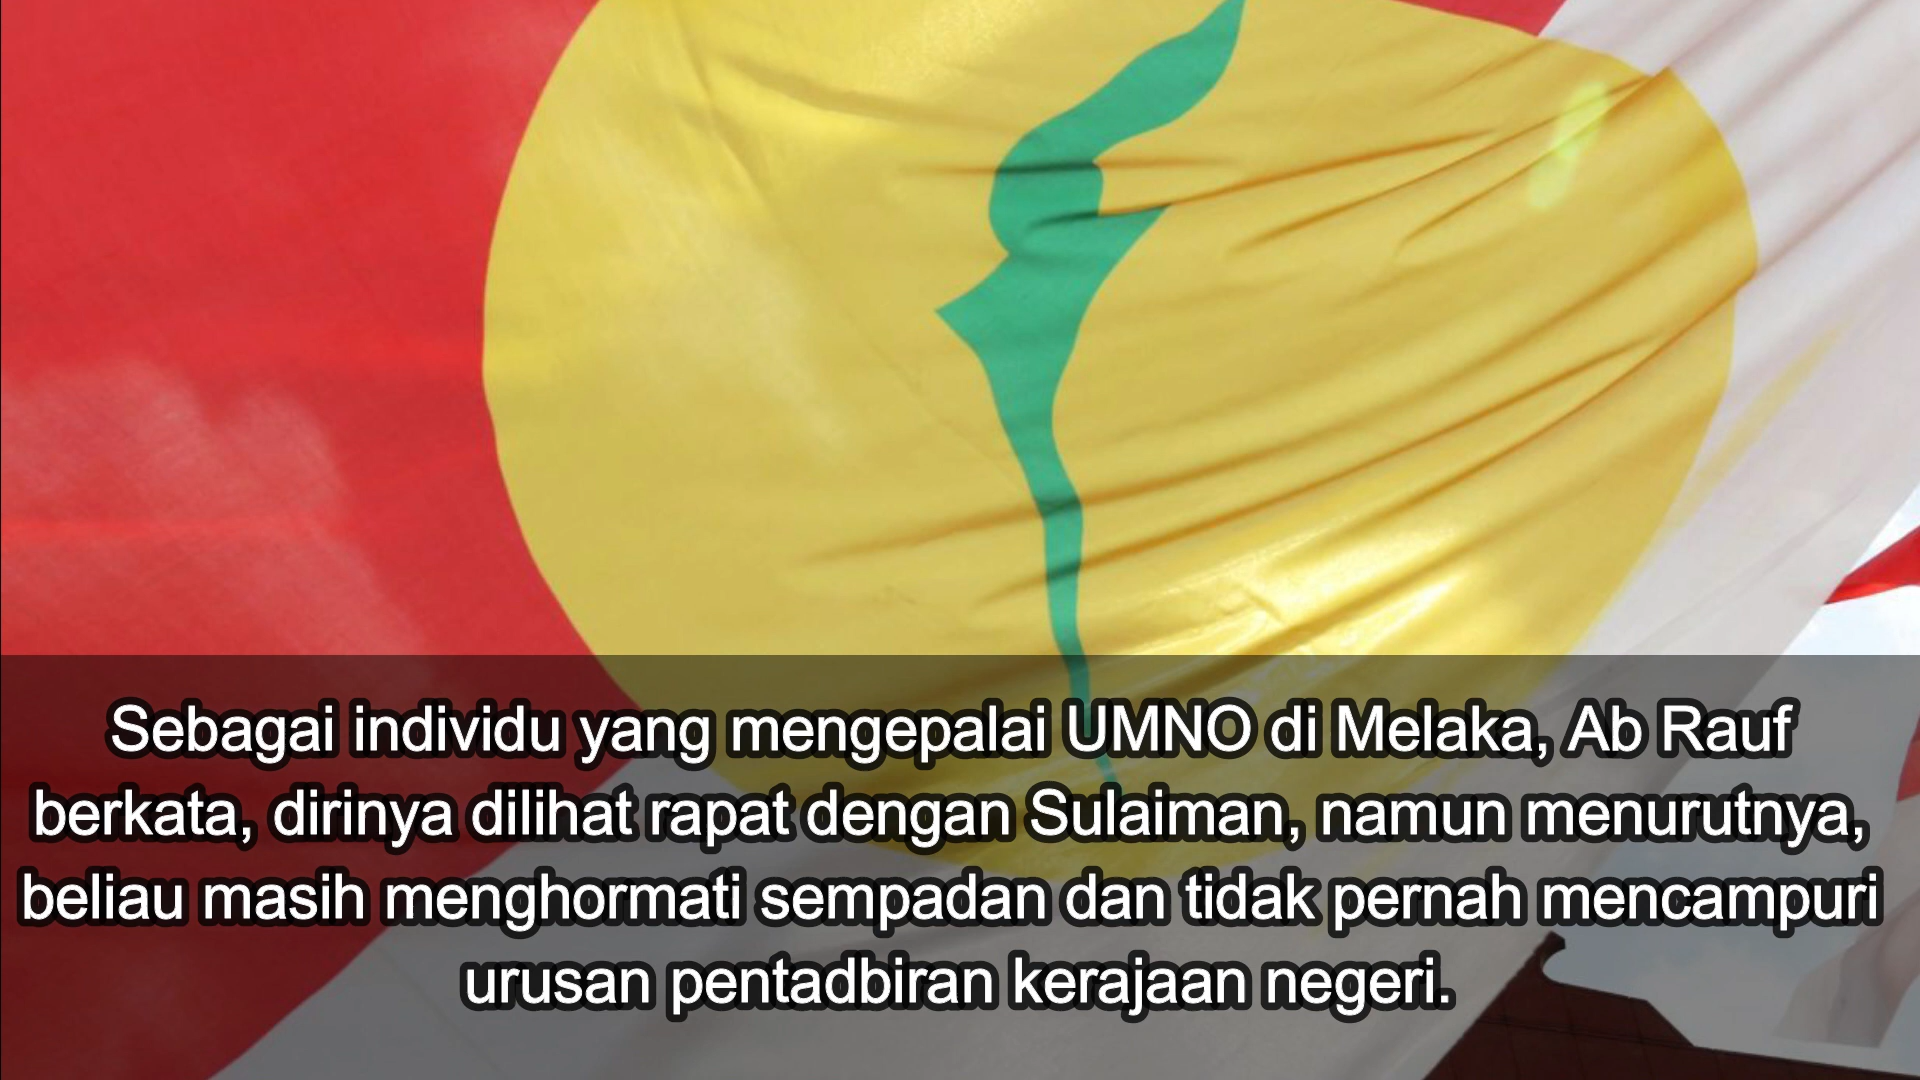 Sebagai individu yang mengepalai UMNO di Melaka, Ab Rauf
berkata, dirinya dilihat rapat dengan Sulaiman, namun menurutnya,
beliau masih menghormati sempadan dan tidak pernah mencampuri
urusan pentadbiran kerajaan negeri.